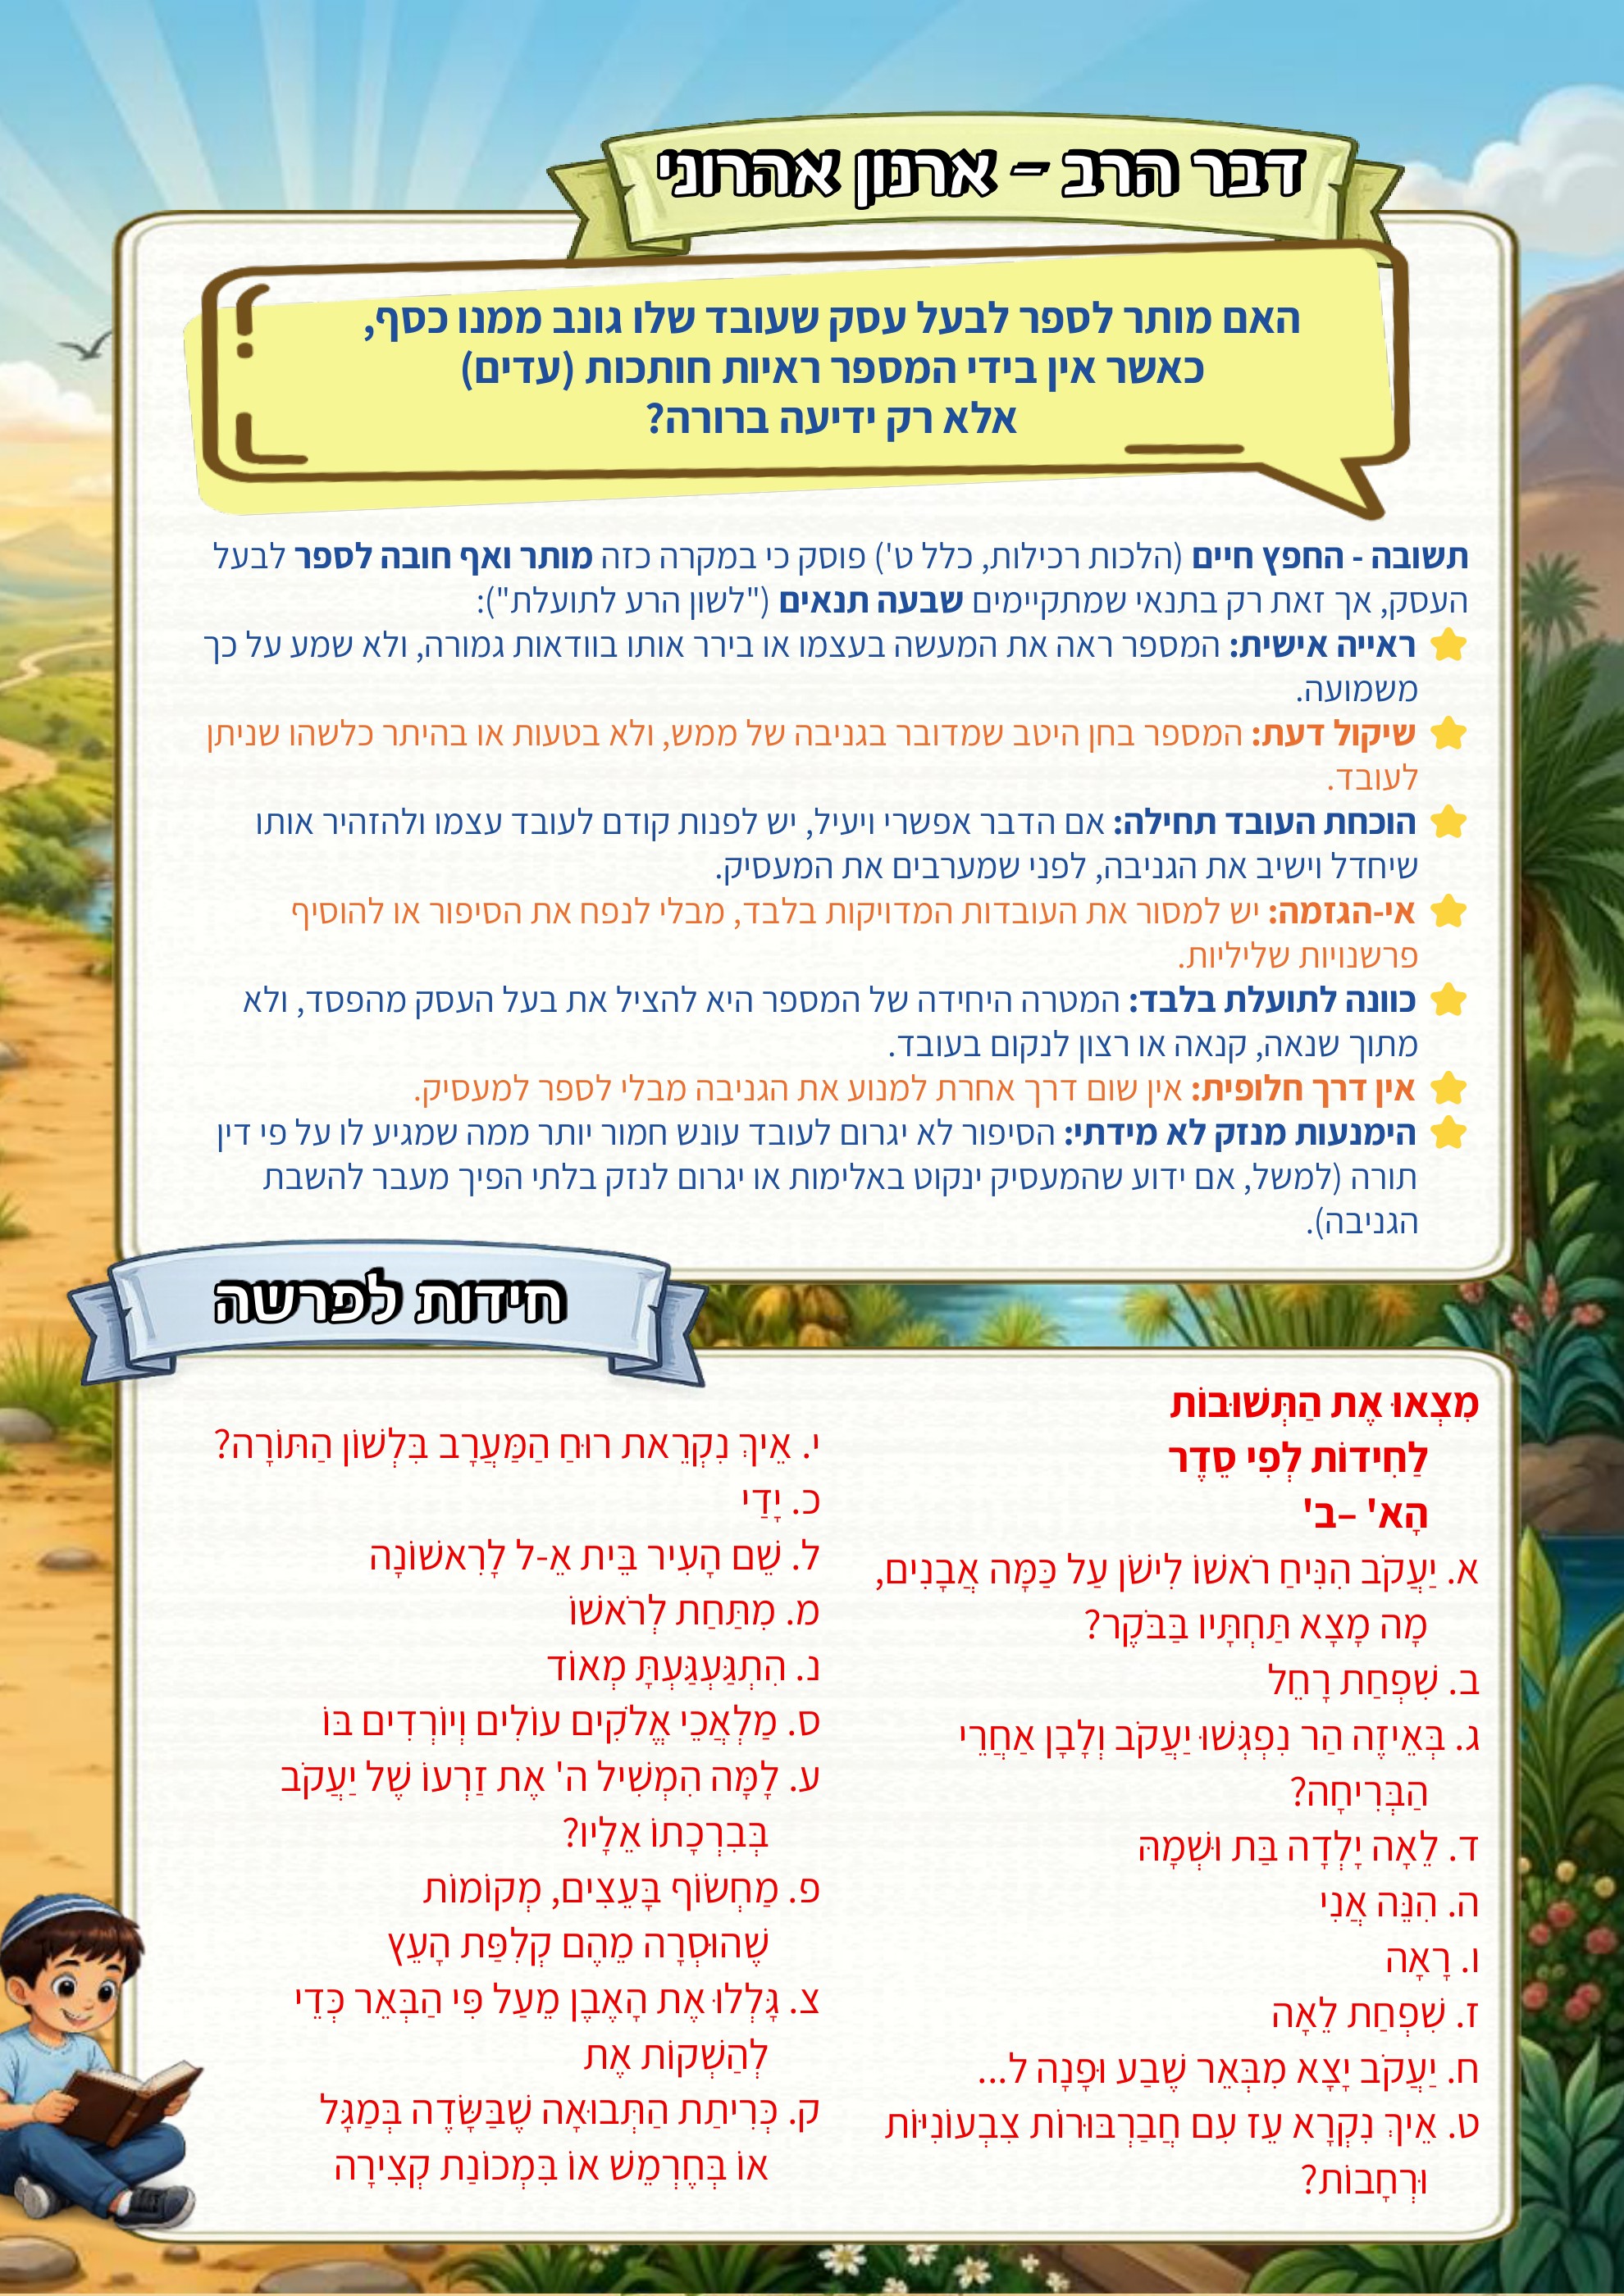 דבר הרב – ארנון אהרוני
האם מותר לספר לבעל עסק שעובד שלו גונב ממנו כסף,
כאשר אין בידי המספר ראיות חותכות (עדים)
אלא רק ידיעה ברורה?
תשובה - החפץ חיים (הלכות רכילות, כלל ט') פוסק כי במקרה כזה מותר ואף חובה לספר לבעל
העסק, אך זאת רק בתנאי שמתקיימים שבעה תנאים ("לשון הרע לתועלת"):
ראייה אישית: המספר ראה את המעשה בעצמו או בירר אותו בוודאות גמורה, ולא שמע על כך
משמועה.
שיקול דעת: המספר בחן היטב שמדובר בגניבה של ממש, ולא בטעות או בהיתר כלשהו שניתן
לעובד.
הוכחת העובד תחילה: אם הדבר אפשרי ויעיל, יש לפנות קודם לעובד עצמו ולהזהיר אותו
שיחדל וישיב את הגניבה, לפני שמערבים את המעסיק.
אי-הגזמה: יש למסור את העובדות המדויקות בלבד, מבלי לנפח את הסיפור או להוסיף
פרשנויות שליליות.
כוונה לתועלת בלבד: המטרה היחידה של המספר היא להציל את בעל העסק מהפסד, ולא
מתוך שנאה, קנאה או רצון לנקום בעובד.
אין דרך חלופית: אין שום דרך אחרת למנוע את הגניבה מבלי לספר למעסיק.
הימנעות מנזק לא מידתי: הסיפור לא יגרום לעובד עונש חמור יותר ממה שמגיע לו על פי דין
תורה (למשל, אם ידוע שהמעסיק ינקוט באלימות או יגרום לנזק בלתי הפיך מעבר להשבת
הגניבה).
חידות לפרשה
מִצְאוּ אֶת הַתְּשׁוּבוֹת
לַחִידוֹת לְפִי סֵדֶר
הָא' –ב'
א. יַעֲקֹב הִנִּיחַ רֹאשׁוֹ לִישֹׁן עַל כַּמָּה אֲבָנִים,
מָה מָצָא תַּחְתָּיו בַּבֹּקֶר?
ב. שִׁפְחַת רָחֵל
ג. בְּאֵיזֶה הַר נִפְגְּשׁוּ יַעֲקֹב וְלָבָן אַחֲרֵי
הַבְּרִיחָה?
ד. לֵאָה יָלְדָה בַּת וּשְׁמָהּ
ה. הִנֵּה אֲנִי
ו. רָאָה
ז. שִׁפְחַת לֵאָה
ח. יַעֲקֹב יָצָא מִבְּאֵר שֶׁבַע וּפָנָה ל...
ט. אֵיךְ נִקְרָא עֵז עִם חֲבַרְבּוּרוֹת צִבְעוֹנִיּוֹת
וּרְחָבוֹת?
י. אֵיךְ נִקְרֵאת רוּחַ הַמַּעֲרָב בִּלְשׁוֹן הַתּוֹרָה?
כ. יָדַי
ל. שֵׁם הָעִיר בֵּית אֵ-ל לָרִאשׁוֹנָה
מ. מִתַּחַת לְרֹאשׁוֹ
נ. הִתְגַּעְגַּעְתָּ מְאוֹד
ס. מַלְאֲכֵי אֱלֹקִים עוֹלִים וְיוֹרְדִים בּוֹ
ע. לָמָּה הִמְשִׁיל ה' אֶת זַרְעוֹ שֶׁל יַעֲקֹב
בְּבִרְכָתוֹ אֵלָיו?
פ. מַחְשׂוֹף בָּעֵצִים, מְקוֹמוֹת
שֶׁהוּסְרָה מֵהֶם קְלִפַּת הָעֵץ
צ. גָּלְלוּ אֶת הָאֶבֶן מֵעַל פִּי הַבְּאֵר כְּדֵי
לְהַשְׁקוֹת אֶת
ק. כְּרִיתַת הַתְּבוּאָה שֶׁבַּשָּׂדֶה בְּמַגָּל
אוֹ בְּחֶרְמֵשׁ אוֹ בִּמְכוֹנַת קְצִירָה